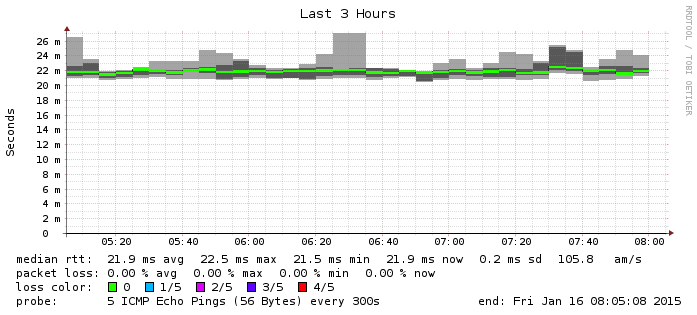 Last 3 Hours
RRDTOOL / TOBI OETIKER
Seconds
26 m
24 m
22 m
20 m
18 m
16 m
14 m
12 m
10 m
8 m
6 m
4 m
2 m
0
05:20 05:40 06:00 06:20 06:40 07:00 07:20 07:40 08:00
median rtt: 21.9 ms avg 22.5 ms max 21.5 ms min 21.9 ms now 0.2 ms sd 105.8 am/s
packet loss: 0.00 % avg 0.00 % max 0.00 % min 0.00 % now
loss color: 0 1/5 2/5 3/5 4/5
probe: 5 ICMP Echo Pings (56 Bytes) every 300s end: Fri Jan 16 08:05:08 2015